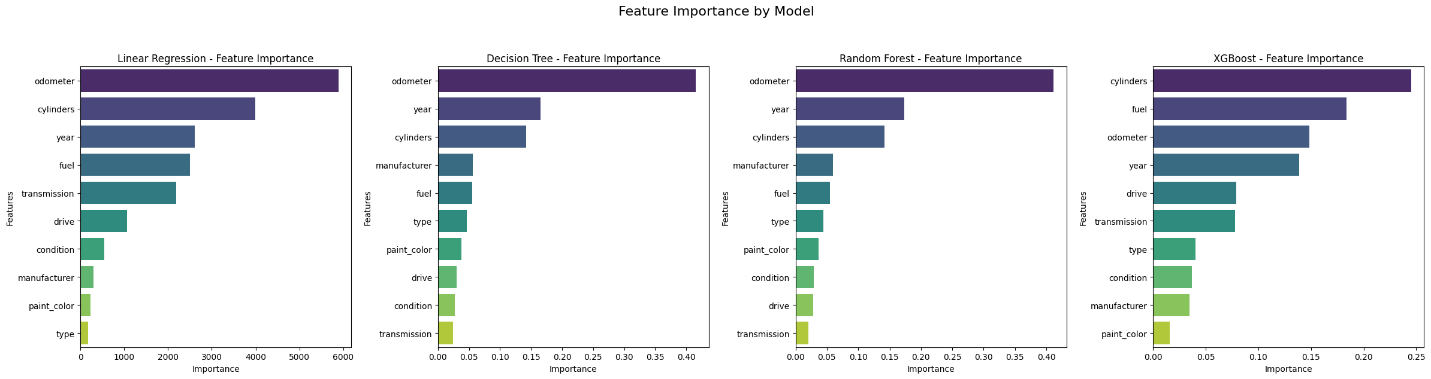 Feature Importance by Model
Linear Regression - Feature Importance
Features
odometer
cylinders
year
fuel
transmission
drive
condition
manufacturer
paint_color
type
0 1000 2000 3000 4000 5000 6000
Importance
Decision Tree - Feature Importance
Features
odometer
year
cylinders
manufacturer
fuel
type
paint_color
drive
condition
transmission
0.00 0.05 0.10 0.15 0.20 0.25 0.30 0.35 0.40
Importance
Random Forest - Feature Importance
Features
odometer
year
cylinders
manufacturer
fuel
type
paint_color
condition
drive
transmission
0.00 0.05 0.10 0.15 0.20 0.25 0.30 0.35 0.40
Importance
XGBoost - Feature Importance
Features
cylinders
fuel
odometer
year
drive
transmission
type
condition
manufacturer
paint_color
0.00 0.05 0.10 0.15 0.20 0.25
Importance